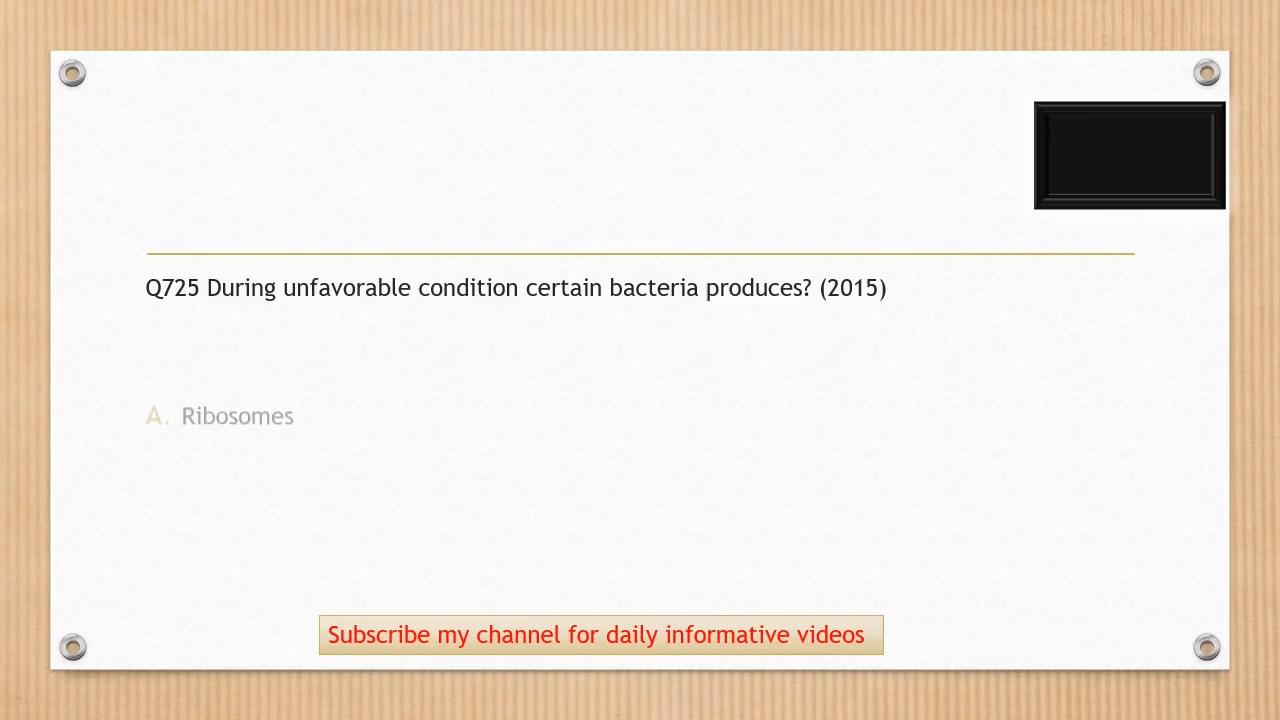 Q725 During unfavorable condition certain bacteria produces? (2015)
A. Ribosomes
Subscribe my channel for daily informative videos